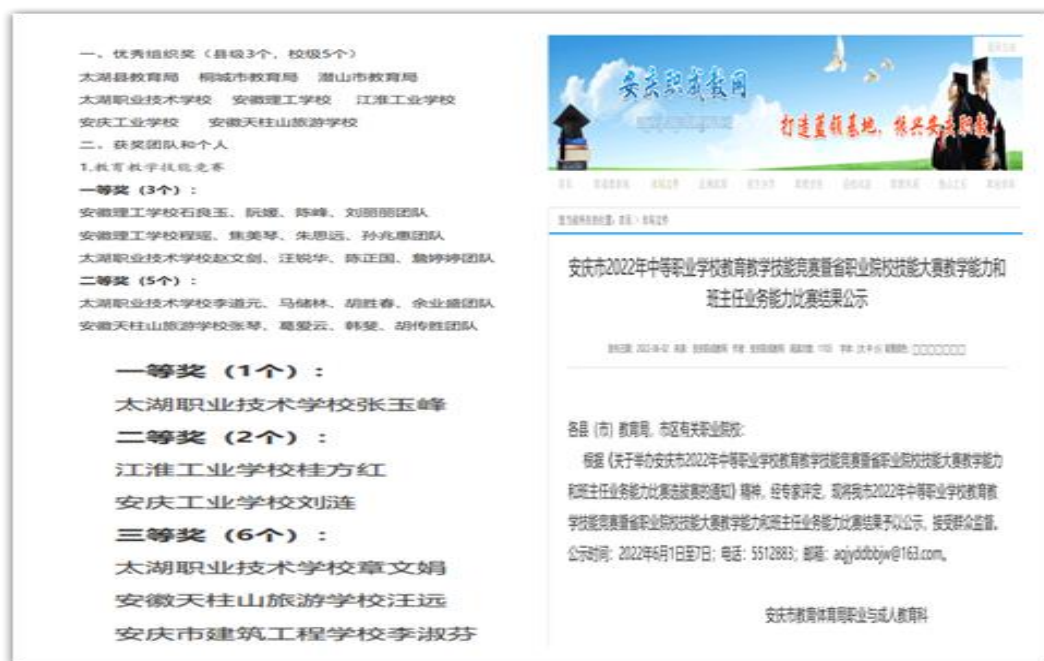 一、优秀组织奖(县级3个,校级5个)
太湖县教育局 桐城市教育局 潜山市教育局
太湖职业技术学校 安徽理工学校 江淮工业学校
安庆工业学校 安徽天柱山旅游学校
二、获奖团队和个人
1.教育教学技能竞赛
一等奖(3个):
安徽理工学校石良玉、阮媛、陈峰、刘丽丽团队
安徽理工学校程瑶、焦美琴、朱思远、孙兆惠团队
太湖职业技术学校赵文剑、汪锐华、陈正国、詹婷婷团队
二等奖(5个):
太湖职业技术学校李道元、马储林、胡胜春、余业盛团队
安徽天柱山旅游学校张琴、葛爱云、韩斐、胡传胜团队
一等奖(1个):
太湖职业技术学校张玉峰
二等奖(2个):
江淮工业学校桂方红
安庆工业学校刘涟
三等奖(6个):
太湖职业技术学校章文娟
安徽天柱山旅游学校汪远
安庆市建筑工程学校李淑芬
安庆职成教网
打造蓝领基地,振兴安庆职教!
安庆市2022年中等职业学校教育教学技能竞赛暨省职业院校技能大赛教学能力和
班主任业务能力比赛结果公示
各县(市)教育局,市区有关职业院校:
根据《关于举办安庆市2022年中等职业学校教育教学技能竞赛暨省职业院校技能大赛教学能力
和班主任业务能力比赛选拔赛的通知》精神,经专家评定,现将我市2022年中等职业学校教育教
学技能竞赛暨省职业院校技能大赛教学能力和班主任业务能力比赛结果予以公示,接受群众监督。
公示时间:2022年6月1日至7日;电话:5512883;邮箱:aqjyddbbjw@163.com。
安庆市教育体育局职业与成人教育科